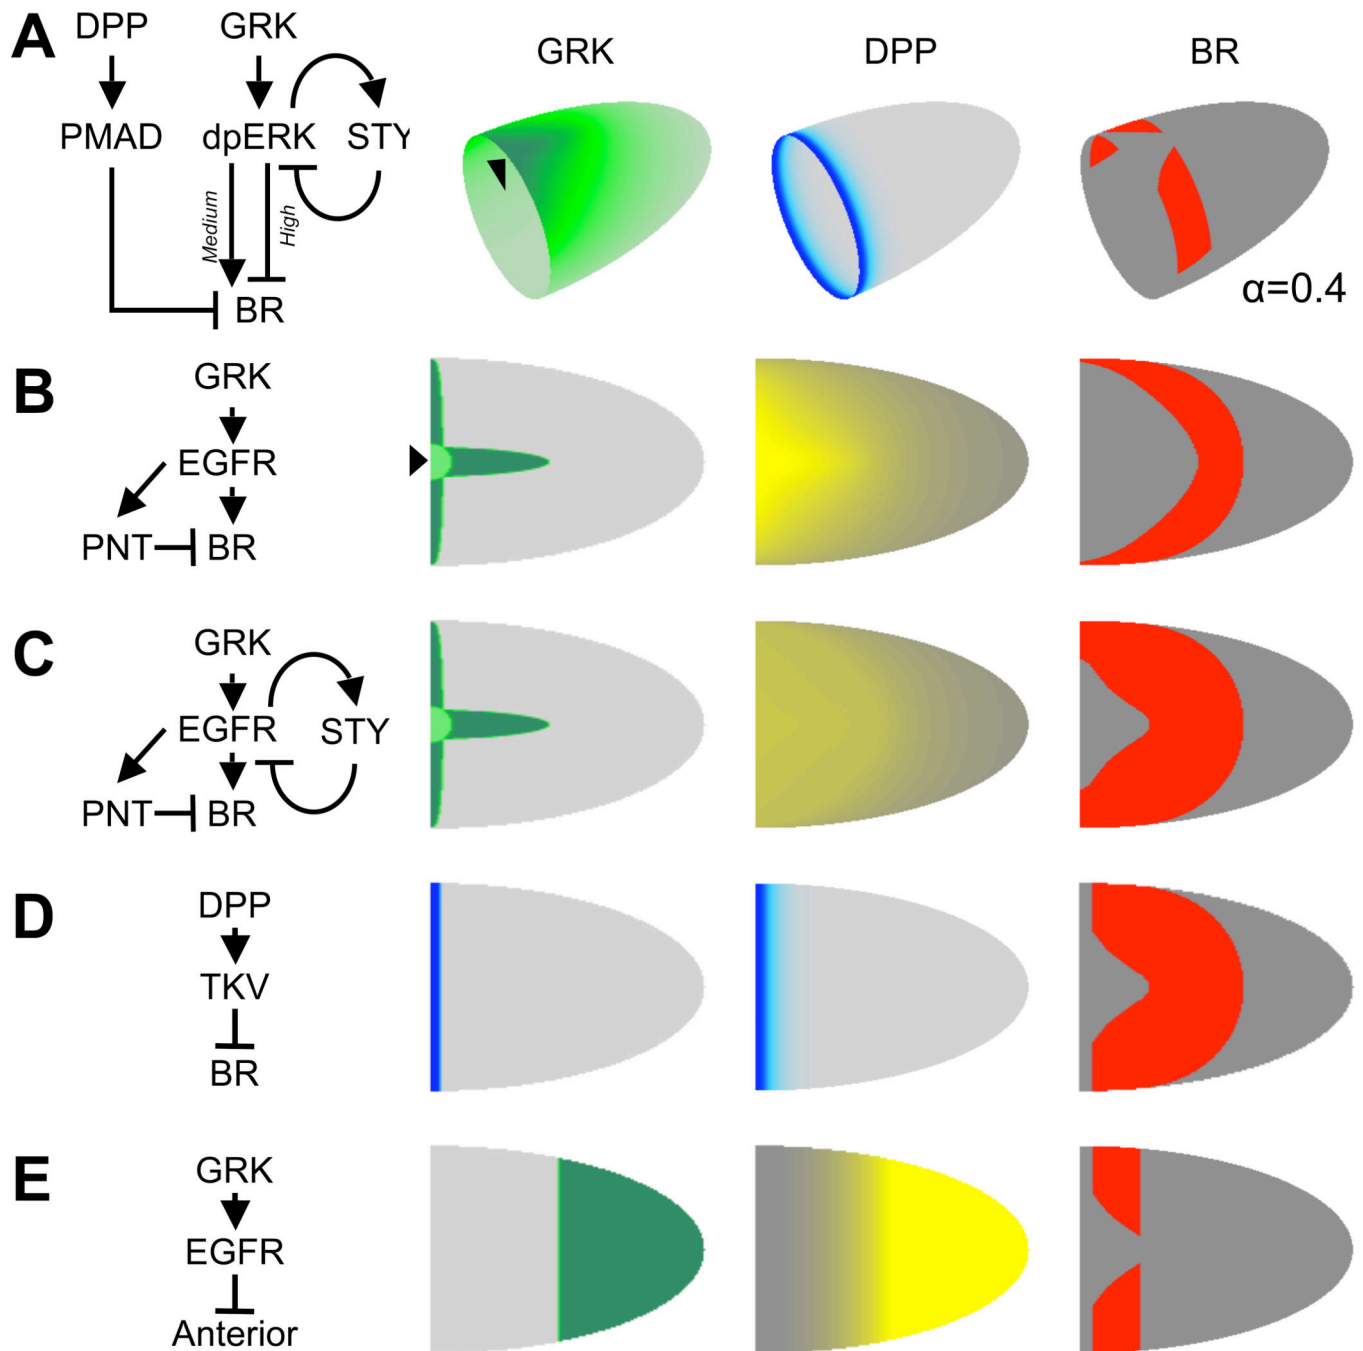 A
DPP GRK
GRK DPP BR
PMAD dpERK STY
Medium
High
BR
α=0.4
B
GRK
EGFR
PNT BR
C
GRK
EGFR STY
PNT BR
D
DPP
TKV
BR
E
GRK
EGFR
Anterior